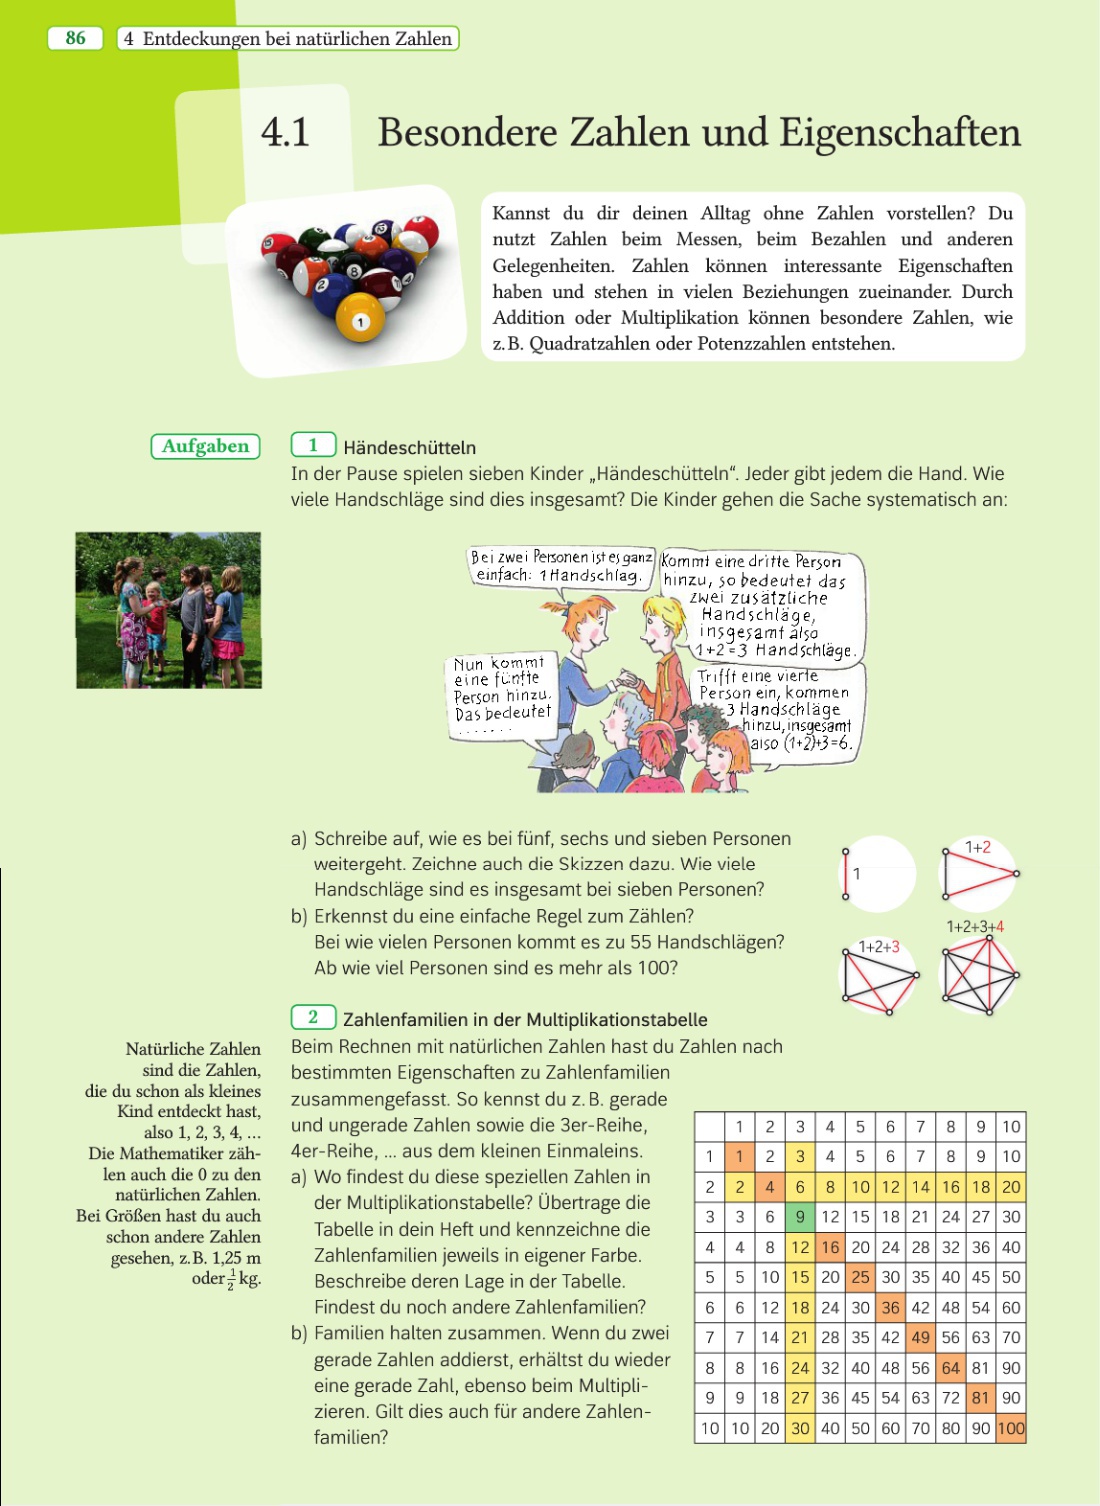 86
4 Entdeckungen bei natürlichen Zahlen
4.1 Besondere Zahlen und Eigenschaften
Kannst du dir deinen Alltag ohne Zahlen vorstellen? Du
nutzt Zahlen beim Messen, beim Bezahlen und anderen
Gelegenheiten. Zahlen können interessante Eigenschaften
haben und stehen in vielen Beziehungen zueinander. Durch
Addition oder Multiplikation können besondere Zahlen, wie
z. B. Quadratzahlen oder Potenzzahlen entstehen.
Aufgaben
1 Händeschütteln
In der Pause spielen sieben Kinder „Händeschütteln“. Jeder gibt jedem die Hand. Wie
viele Handschläge sind dies insgesamt? Die Kinder gehen die Sache systematisch an:
Bei zwei Personen ist es ganz
einfach: 1 Handschlag.
Kommt eine dritte Person
hinzu, so bedeutet das
zwei zusätzliche
Handschläge,
insgesamt also
1+2=3 Handschläge.
Trifft eine vierte
Person ein, kommen
3 Handschläge
hinzu, insgesamt
also (1+2)+3=6.
Nun kommt
eine fünfte
Person hinzu.
Das bedeutet
.......
a) Schreibe auf, wie es bei fünf, sechs und sieben Personen
weitergeht. Zeichne auch die Skizzen dazu. Wie viele
Handschläge sind es insgesamt bei sieben Personen?
b) Erkennst du eine einfache Regel zum Zählen?
Bei wie vielen Personen kommt es zu 55 Handschlägen?
Ab wie viel Personen sind es mehr als 100?
1
1+2
1+2+3
1+2+3+4
2 Zahlenfamilien in der Multiplikationstabelle
Beim Rechnen mit natürlichen Zahlen hast du Zahlen nach
bestimmten Eigenschaften zu Zahlenfamilien
zusammengefasst. So kennst du z. B. gerade
und ungerade Zahlen sowie die 3er-Reihe,
4er-Reihe, ... aus dem kleinen Einmaleins.
a) Wo findest du diese speziellen Zahlen in
der Multiplikationstabelle? Übertrage die
Tabelle in dein Heft und kennzeichne die
Zahlenfamilien jeweils in eigener Farbe.
Beschreibe deren Lage in der Tabelle.
Findest du noch andere Zahlenfamilien?
b) Familien halten zusammen. Wenn du zwei
gerade Zahlen addierst, erhältst du wieder
eine gerade Zahl, ebenso beim Multipli-
zieren. Gilt dies auch für andere Zahlen-
familien?
Natürliche Zahlen
sind die Zahlen,
die du schon als kleines
Kind entdeckt hast,
also 1, 2, 3, 4, ...
Die Mathematiker zäh-
len auch die 0 zu den
natürlichen Zahlen.
Bei Größen hast du auch
schon andere Zahlen
gesehen, z. B. 1,25 m
oder ½ kg.
1 2 3 4 5 6 7 8 9 10
1 1 2 3 4 5 6 7 8 9 10
2 2 4 6 8 10 12 14 16 18 20
3 3 6 9 12 15 18 21 24 27 30
4 4 8 12 16 20 24 28 32 36 40
5 5 10 15 20 25 30 35 40 45 50
6 6 12 18 24 30 36 42 48 54 60
7 7 14 21 28 35 42 49 56 63 70
8 8 16 24 32 40 48 56 64 81 90
9 9 18 27 36 45 54 63 72 81 90
10 10 20 30 40 50 60 70 80 90 100